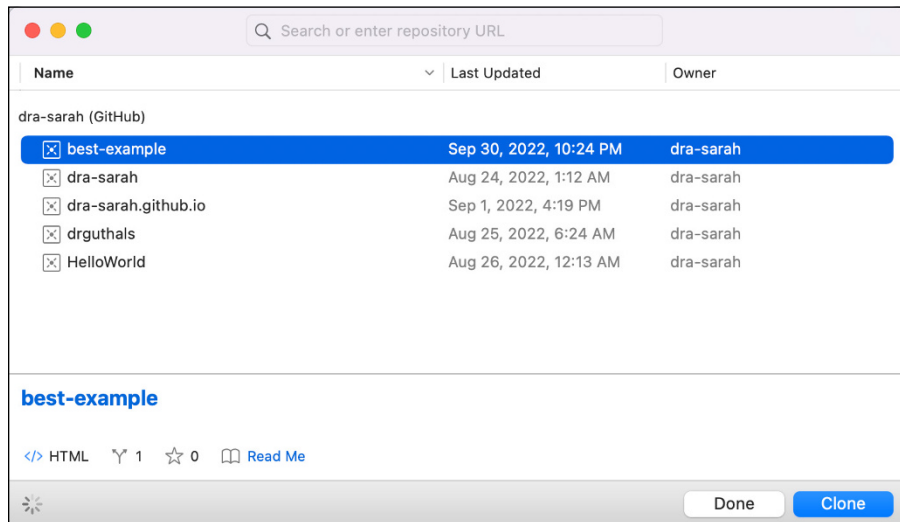 Search or enter repository URL
Name Last Updated Owner
dra-sarah (GitHub)
best-example Sep 30, 2022, 10:24 PM dra-sarah
dra-sarah Aug 24, 2022, 1:12 AM dra-sarah
dra-sarah.github.io Sep 1, 2022, 4:19 PM dra-sarah
drguthals Aug 25, 2022, 6:24 AM dra-sarah
HelloWorld Aug 26, 2022, 12:13 AM dra-sarah
best-example
</> HTML 1 0 Read Me
Done Clone